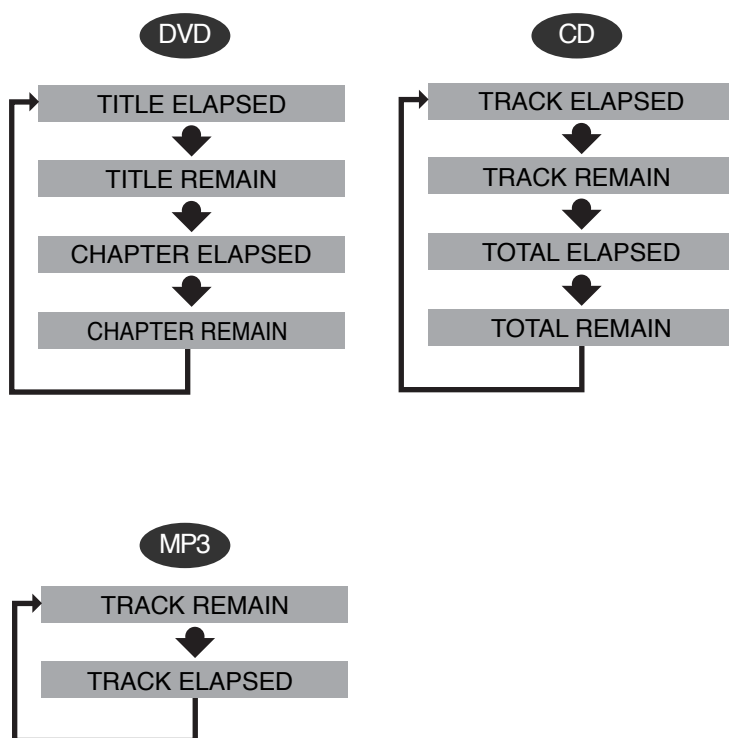 DVD
TITLE ELAPSED
TITLE REMAIN
CHAPTER ELAPSED
CHAPTER REMAIN
CD
TRACK ELAPSED
TRACK REMAIN
TOTAL ELAPSED
TOTAL REMAIN
MP3
TRACK REMAIN
TRACK ELAPSED